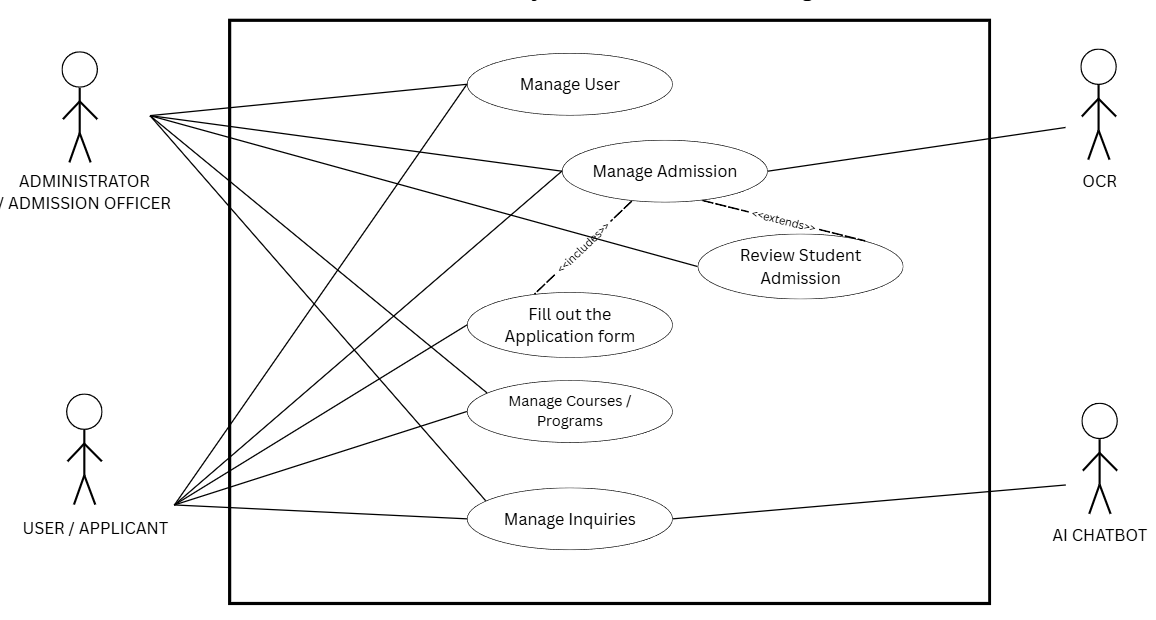 Manage User
Manage Admission
OCR
ADMINISTRATOR
/ ADMISSION OFFICER
<<extends>>
<<includes>>
Review Student
Admission
Fill out the
Application form
Manage Courses /
Programs
Manage Inquiries
USER / APPLICANT
AI CHATBOT